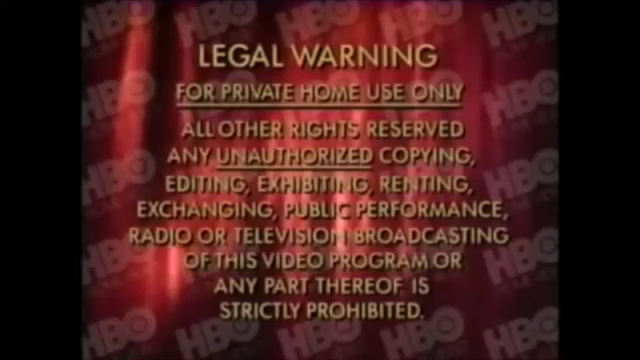 LEGAL WARNING
FOR PRIVATE HOME USE ONLY
ALL OTHER RIGHTS RESERVED
ANY UNAUTHORIZED COPYING,
EDITING, EXHIBITING, RENTING,
EXCHANGING, PUBLIC PERFORMANCE,
RADIO OR TELEVISION BROADCASTING
OF THIS VIDEO PROGRAM OR
ANY PART THEREOF, IS
STRICTLY PROHIBITED.
HBO